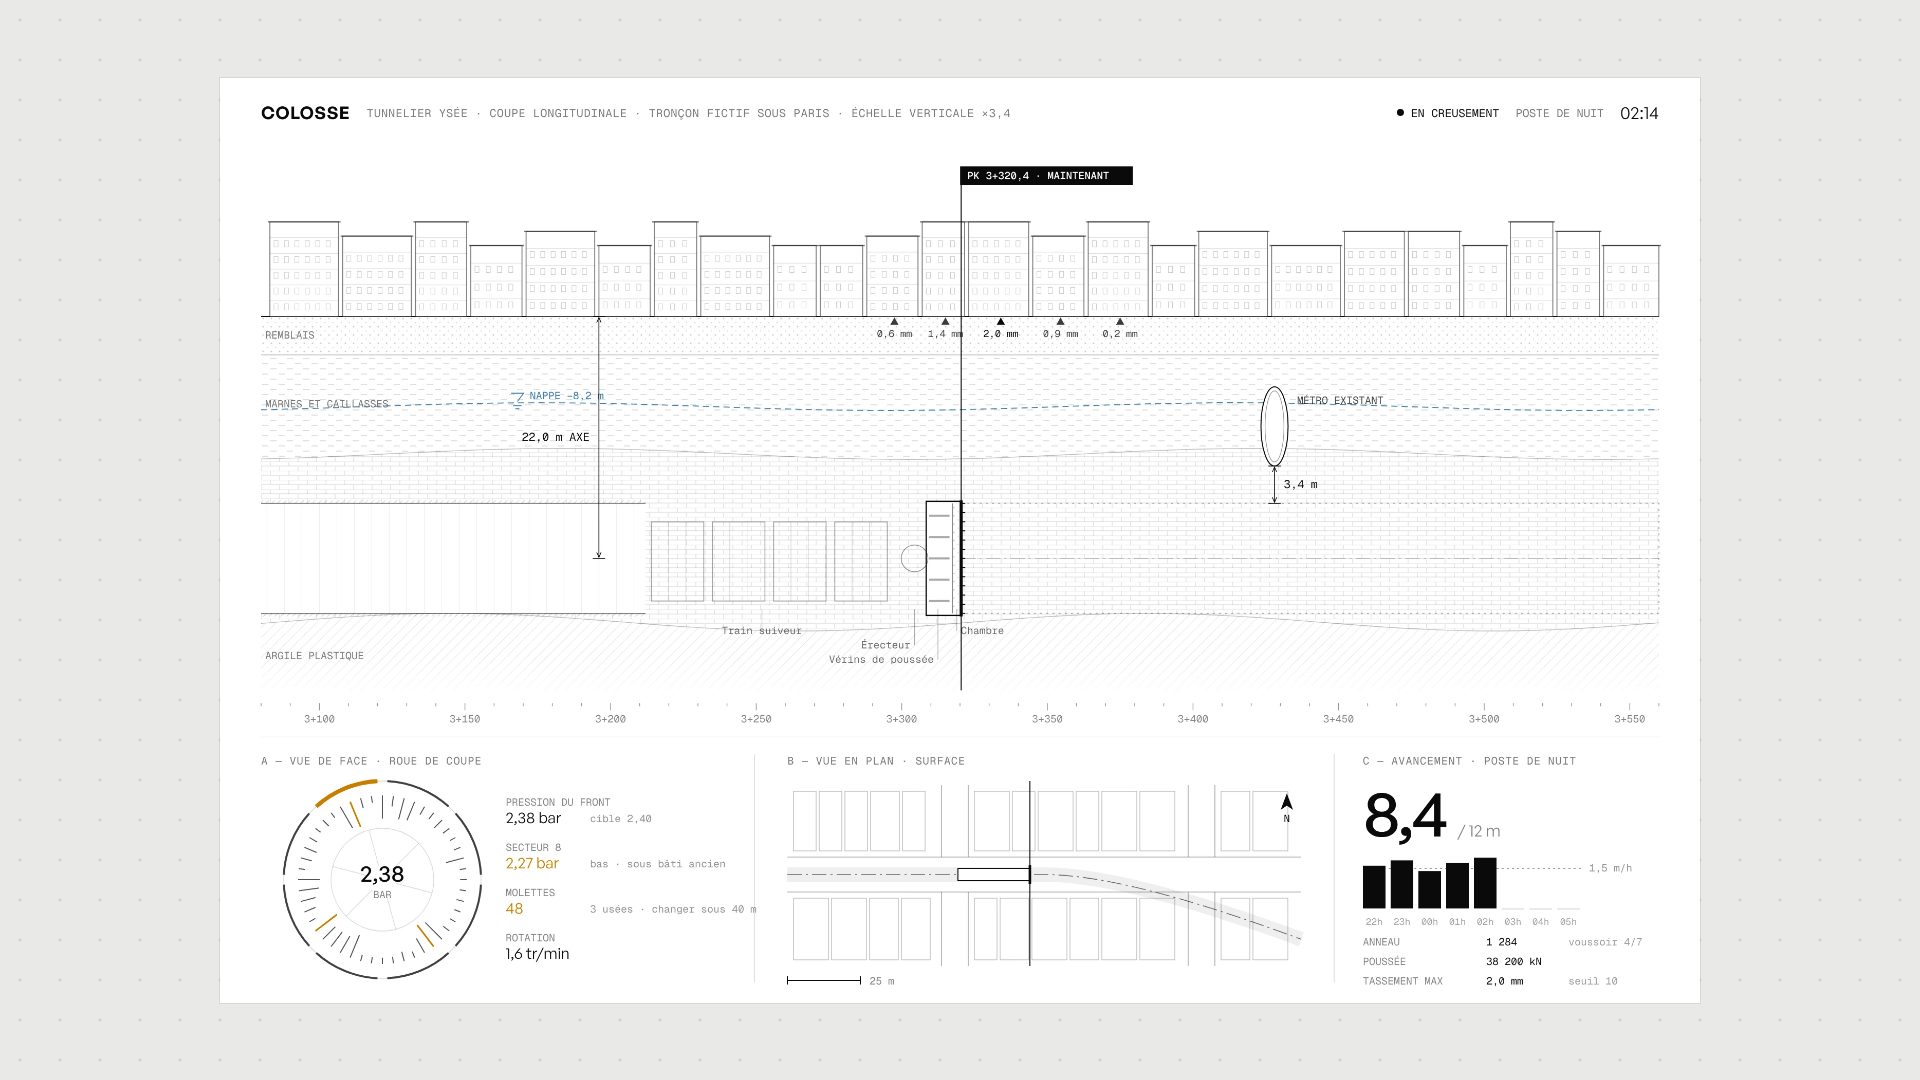 COLOSSE TUNNELIER YSÉE · COUPE LONGITUDINALE · TRONÇON FICTIF SOUS PARIS · ÉCHELLE VERTICALE ×3,4
EN CREUSEMENT POSTE DE NUIT 02:14
PK 3+320,4 · MAINTENANT
REMBLAIS
0,6 mm 1,4 mm 2,0 mm 0,9 mm 0,2 mm
MARNES ET CAILLASSES
NAPPE −8,2 m
MÉTRO EXISTANT
22,0 m AXE
3,4 m
Train suiveur
Chambre
Érecteur
Vérins de poussée
ARGILE PLASTIQUE
3+100 3+150 3+200 3+250 3+300 3+350 3+400 3+450 3+500 3+550
A — VUE DE FACE · ROUE DE COUPE
2,38
BAR
PRESSION DU FRONT
2,38 bar cible 2,40
SECTEUR 8
2,27 bar bas · sous bâti ancien
MOLETTES
48 3 usées · changer sous 40 m
ROTATION
1,6 tr/min
B — VUE EN PLAN · SURFACE
N
25 m
C — AVANCEMENT · POSTE DE NUIT
8,4 / 12 m
1,5 m/h
22h 23h 00h 01h 02h 03h 04h 05h
ANNEAU 1 284 voussoir 4/7
POUSSÉE 38 200 kN
TASSEMENT MAX 2,0 mm seuil 10